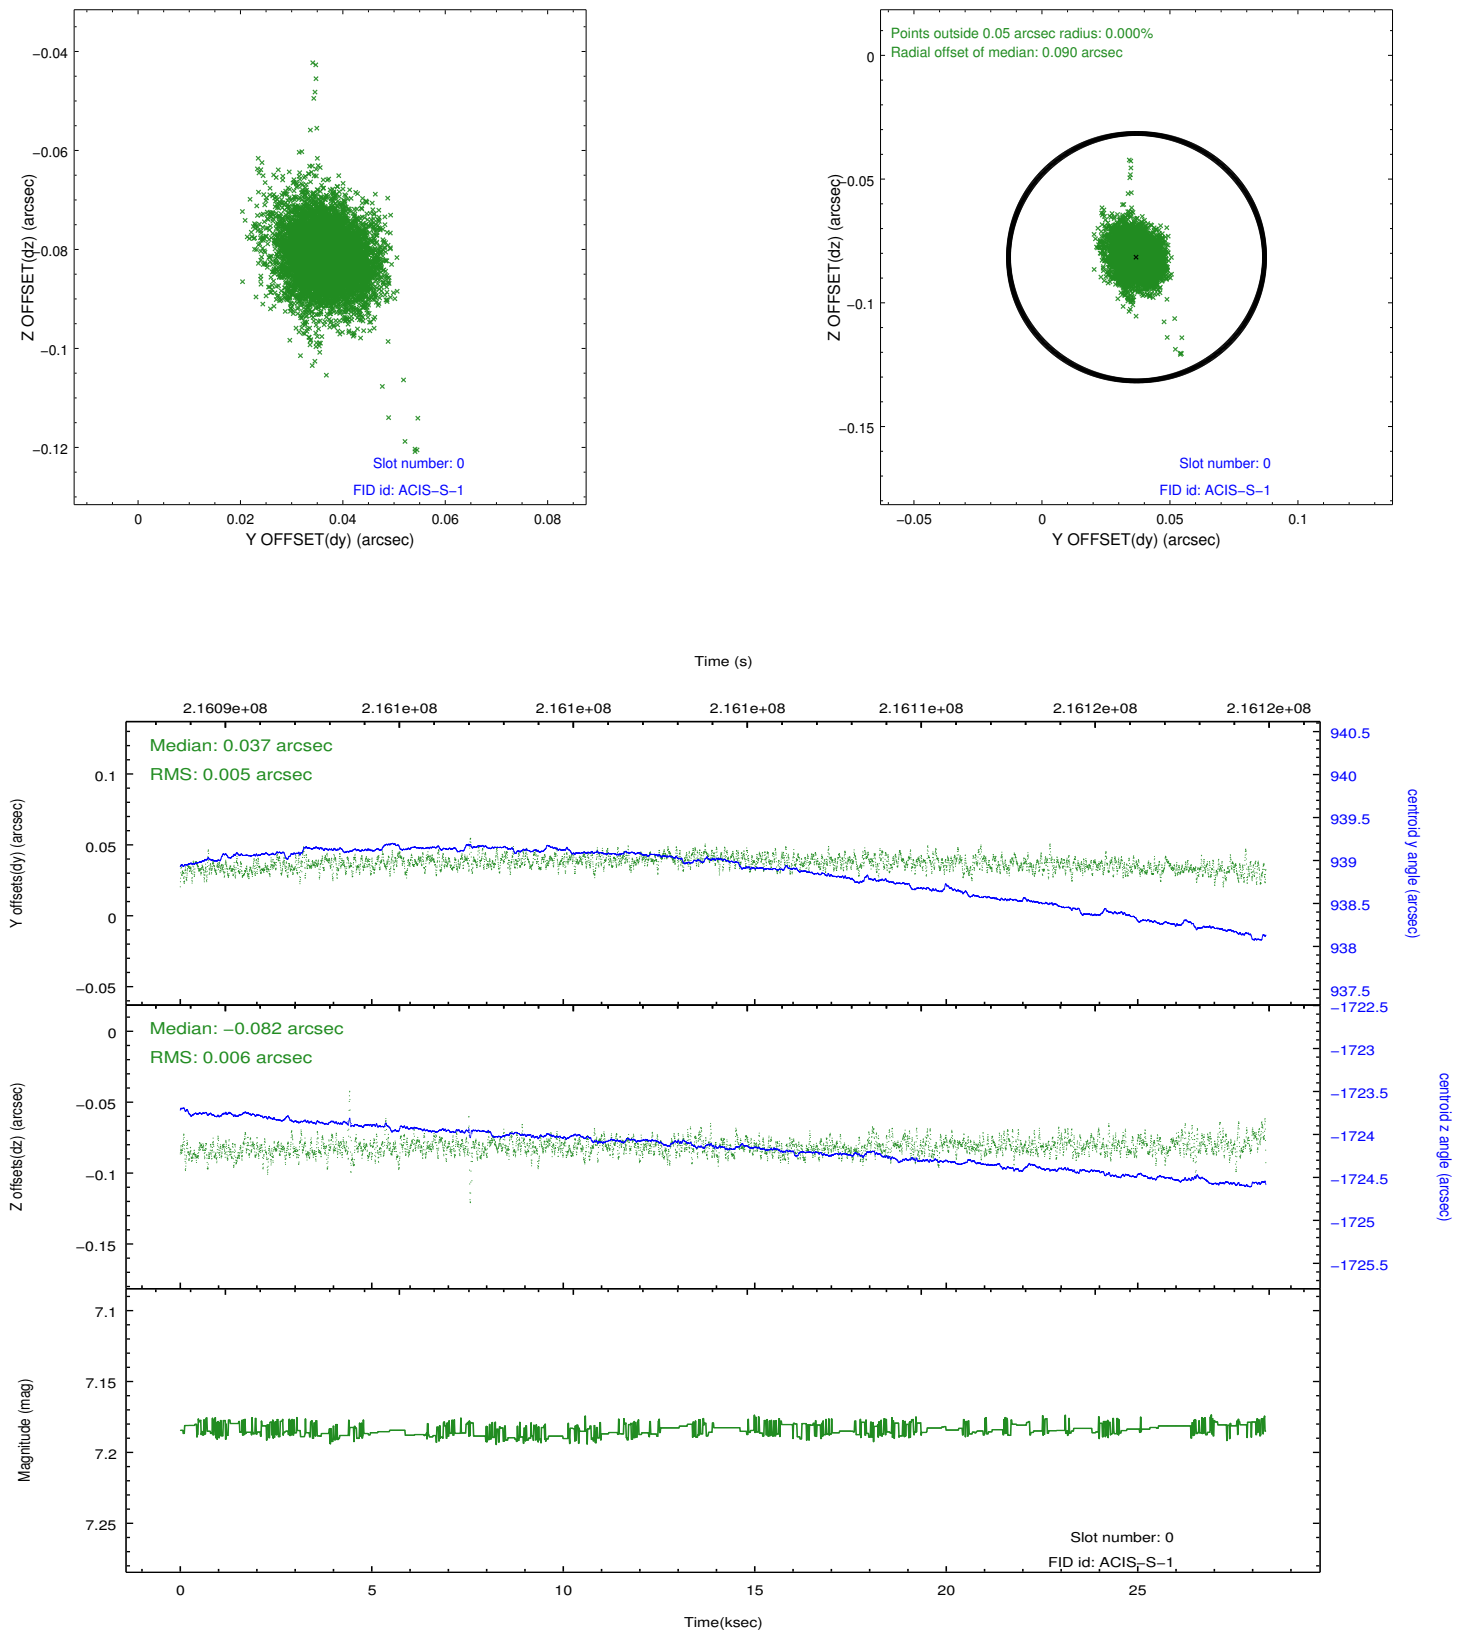 −0.04
−0.06
−0.08
−0.1
−0.12
Z OFFSET(dz) (arcsec)
Slot number: 0
FID id: ACIS−S−1
0
0.02
0.04
0.06
0.08
Y OFFSET(dy) (arcsec)
Points outside 0.05 arcsec radius: 0.000%
Radial offset of median: 0.090 arcsec
0
−0.05
−0.1
−0.15
Z OFFSET(dz) (arcsec)
Slot number: 0
FID id: ACIS−S−1
−0.05
0
0.05
0.1
Y OFFSET(dy) (arcsec)
Time (s)
2.1609e+08
2.161e+08
2.161e+08
2.161e+08
2.1611e+08
2.1612e+08
2.1612e+08
Median: 0.037 arcsec
RMS: 0.005 arcsec
0.1
0.05
0
−0.05
Y offsets(dy) (arcsec)
940.5
940
939.5
939
938.5
938
937.5
centroid y angle (arcsec)
Median: −0.082 arcsec
RMS: 0.006 arcsec
0
−0.05
−0.1
−0.15
Z offsets(dz) (arcsec)
−1722.5
−1723
−1723.5
−1724
−1724.5
−1725
−1725.5
centroid z angle (arcsec)
7.1
7.15
7.2
7.25
Magnitude (mag)
Slot number: 0
FID id: ACIS−S−1
0
5
10
15
20
25
Time(ksec)